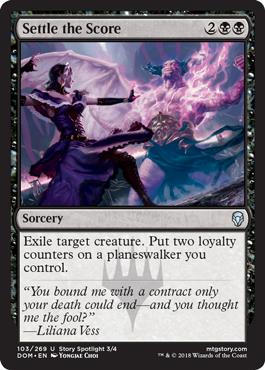 Settle the Score 2
Sorcery
Exile target creature. Put two loyalty
counters on a planeswalker you
control.
“You bound me with a contract only
your death could end—and you thought
me the fool?”
—Liliana Vess
103/269 U Story Spotlight 3/4 mtgstory.com
DOM • EN YONGJAE CHOI ™ & © 2018 Wizards of the Coast